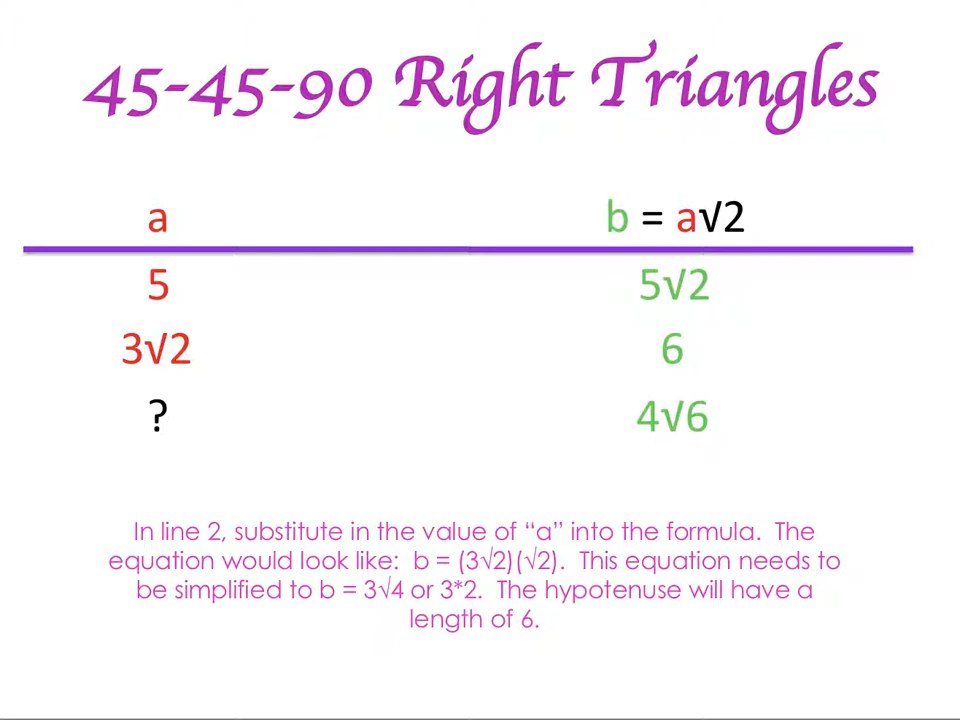 45-45-90 Right Triangles
a b = a√2
5 5√2
3√2 6
? 4√6
In line 2, substitute in the value of “a” into the formula. The
equation would look like: b = (3√2)(√2). This equation needs to
be simplified to b = 3√4 or 3*2. The hypotenuse will have a
length of 6.